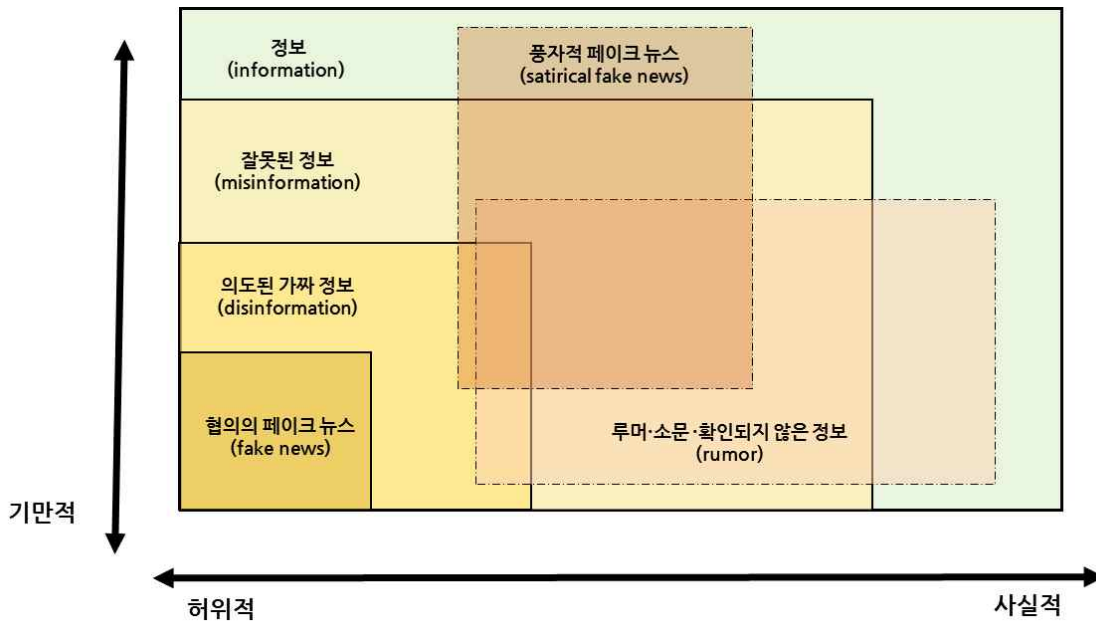 정보
(information)
풍자적 페이크 뉴스
(satirical fake news)
잘못된 정보
(misinformation)
의도된 가짜 정보
(disinformation)
협의의 페이크 뉴스
(fake news)
루머·소문·확인되지 않은 정보
(rumor)
기만적
허위적
사실적